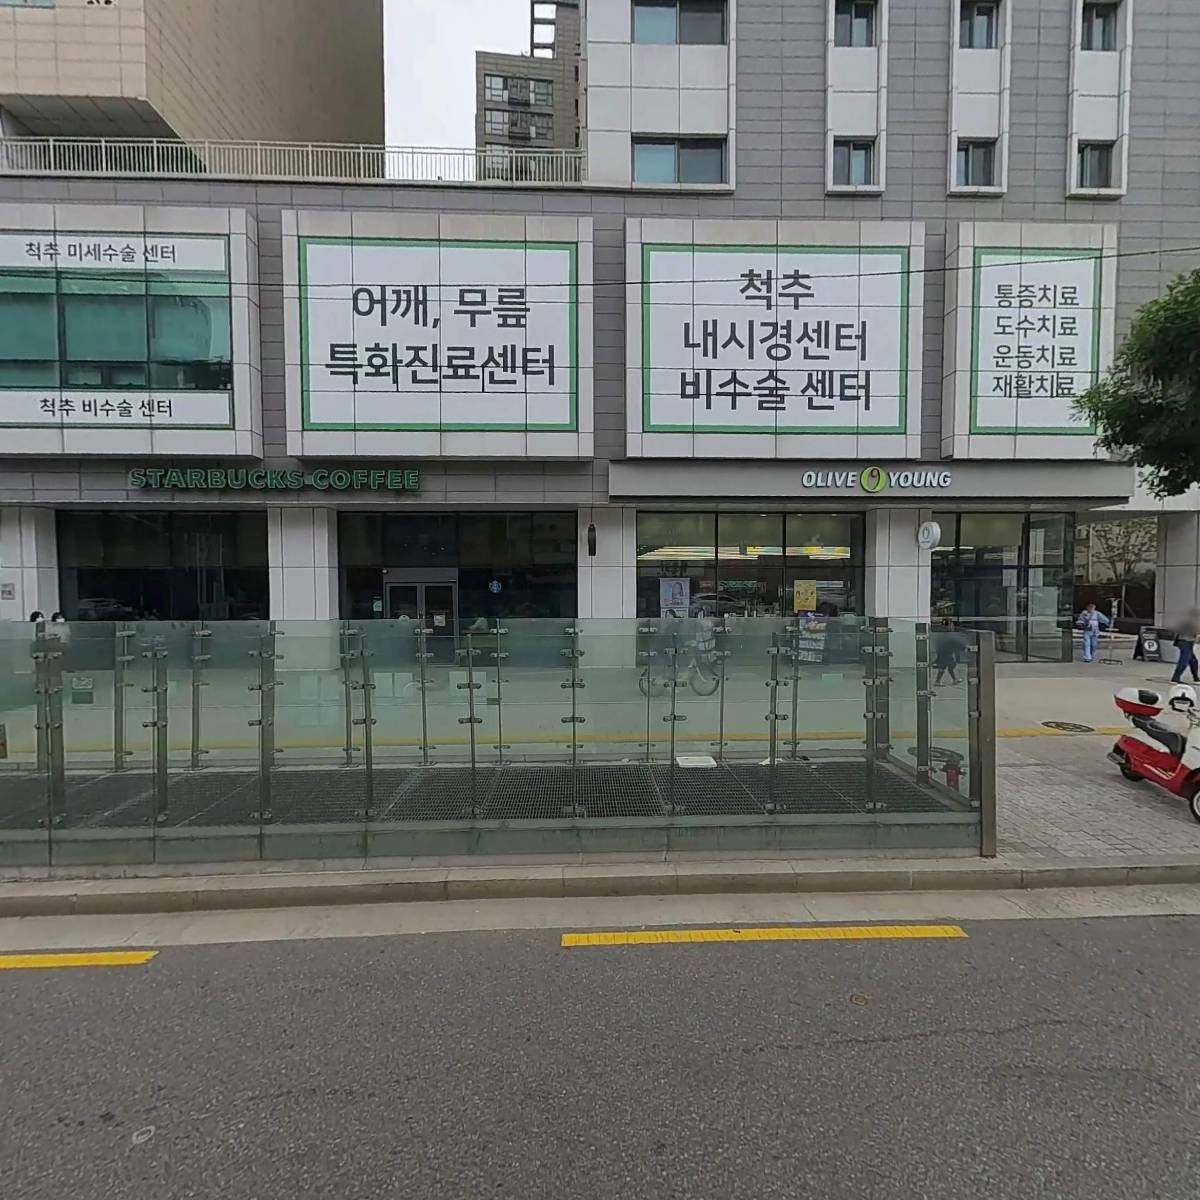 척추 미세수술 센터
척추 비수술 센터
어깨, 무릎
특화진료센터
척추
내시경센터
비수술 센터
통증치료
도수치료
운동치료
재활치료
STARBUCKS COFFEE
OLIVE YOUNG